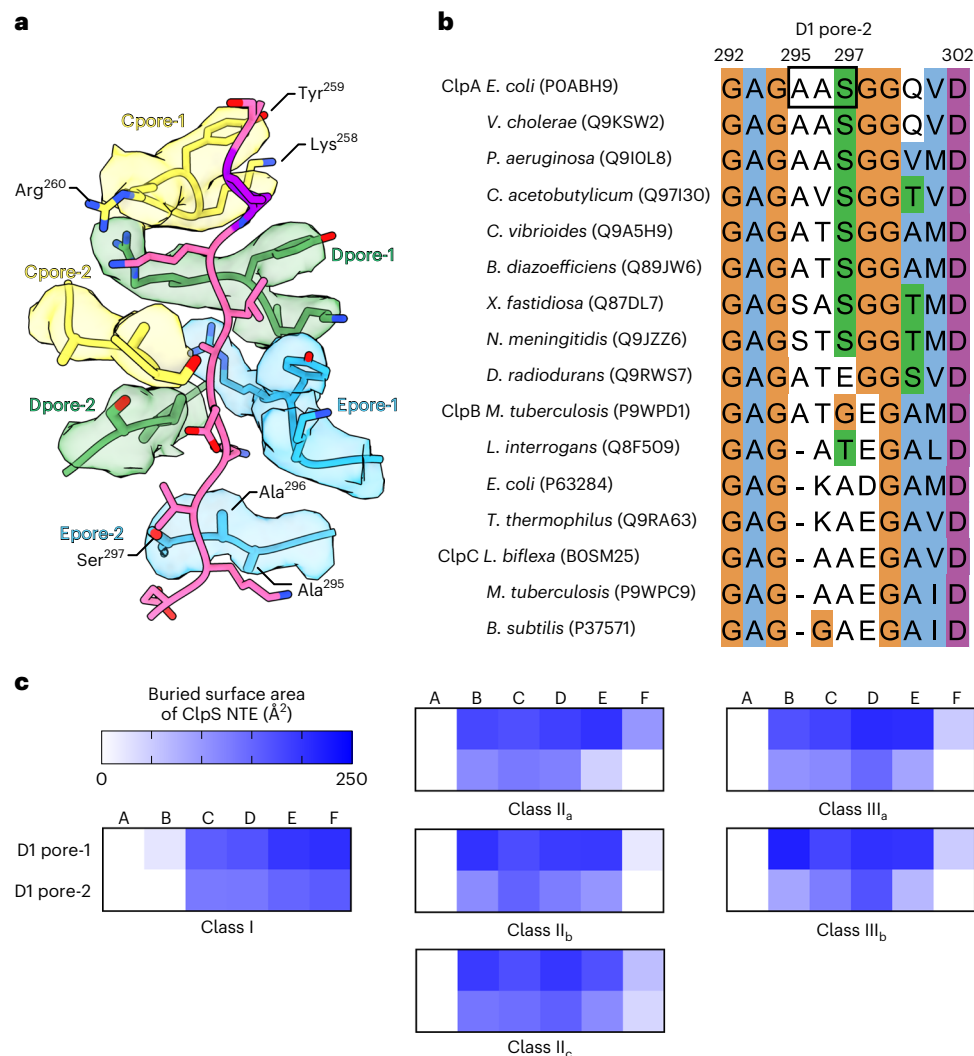 a
Tyr259
Cpore-1
Lys258
Arg260
Dpore-1
Cpore-2
Dpore-2
Epore-1
Ala296
Epore-2
Ser297
Ala295
b
D1 pore-2
292 295 297 302
ClpA E. coli (P0ABH9) GAGAASGGQVD
V. cholerae (Q9KSW2) GAGAASGGQVD
P. aeruginosa (Q9I0L8) GAGAASGGVMD
C. acetobutylicum (Q97I30) GAGAVSGGTVD
C. vibrioides (Q9A5H9) GAGATSGGAMD
B. diazoefficiens (Q89JW6) GAGATSGGAMD
X. fastidiosa (Q87DL7) GAGSASGGTMD
N. meningitidis (Q9JZZ6) GAGSTSGGTMD
D. radiodurans (Q9RWS7) GAGATEGGSVD
ClpB M. tuberculosis (P9WPD1) GAGATGEGAMD
L. interrogans (Q8F509) GAG-ATEGALD
E. coli (P63284) GAG-KADGAMD
T. thermophilus (Q9RA63) GAG-KAEGAVD
ClpC L. biflexa (B0SM25) GAG-AAEGAVD
M. tuberculosis (P9WPC9) GAG-AAEGAID
B. subtilis (P37571) GAG-GAEGAID
c
Buried surface area
of ClpS NTE (Å2)
0 250
A B C D E F
D1 pore-1
D1 pore-2
Class I
A B C D E F
Class IIa
Class IIb
Class IIc
A B C D E F
Class IIIa
Class IIIb